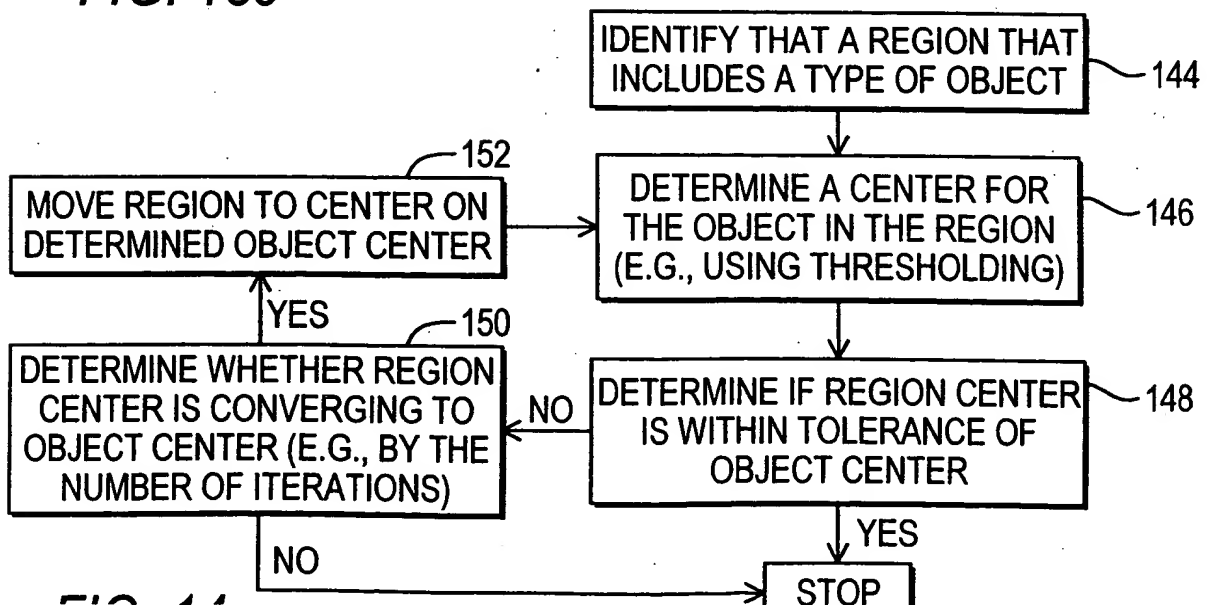 IDENTIFY THAT A REGION THAT
INCLUDES A TYPE OF OBJECT
144
152
MOVE REGION TO CENTER ON
DETERMINED OBJECT CENTER
DETERMINE A CENTER FOR
THE OBJECT IN THE REGION
(E.G., USING THRESHOLDING)
146
YES
150
DETERMINE WHETHER REGION
CENTER IS CONVERGING TO
OBJECT CENTER (E.G., BY THE
NUMBER OF ITERATIONS)
NO
DETERMINE IF REGION CENTER
IS WITHIN TOLERANCE OF
OBJECT CENTER
148
YES
NO
STOP